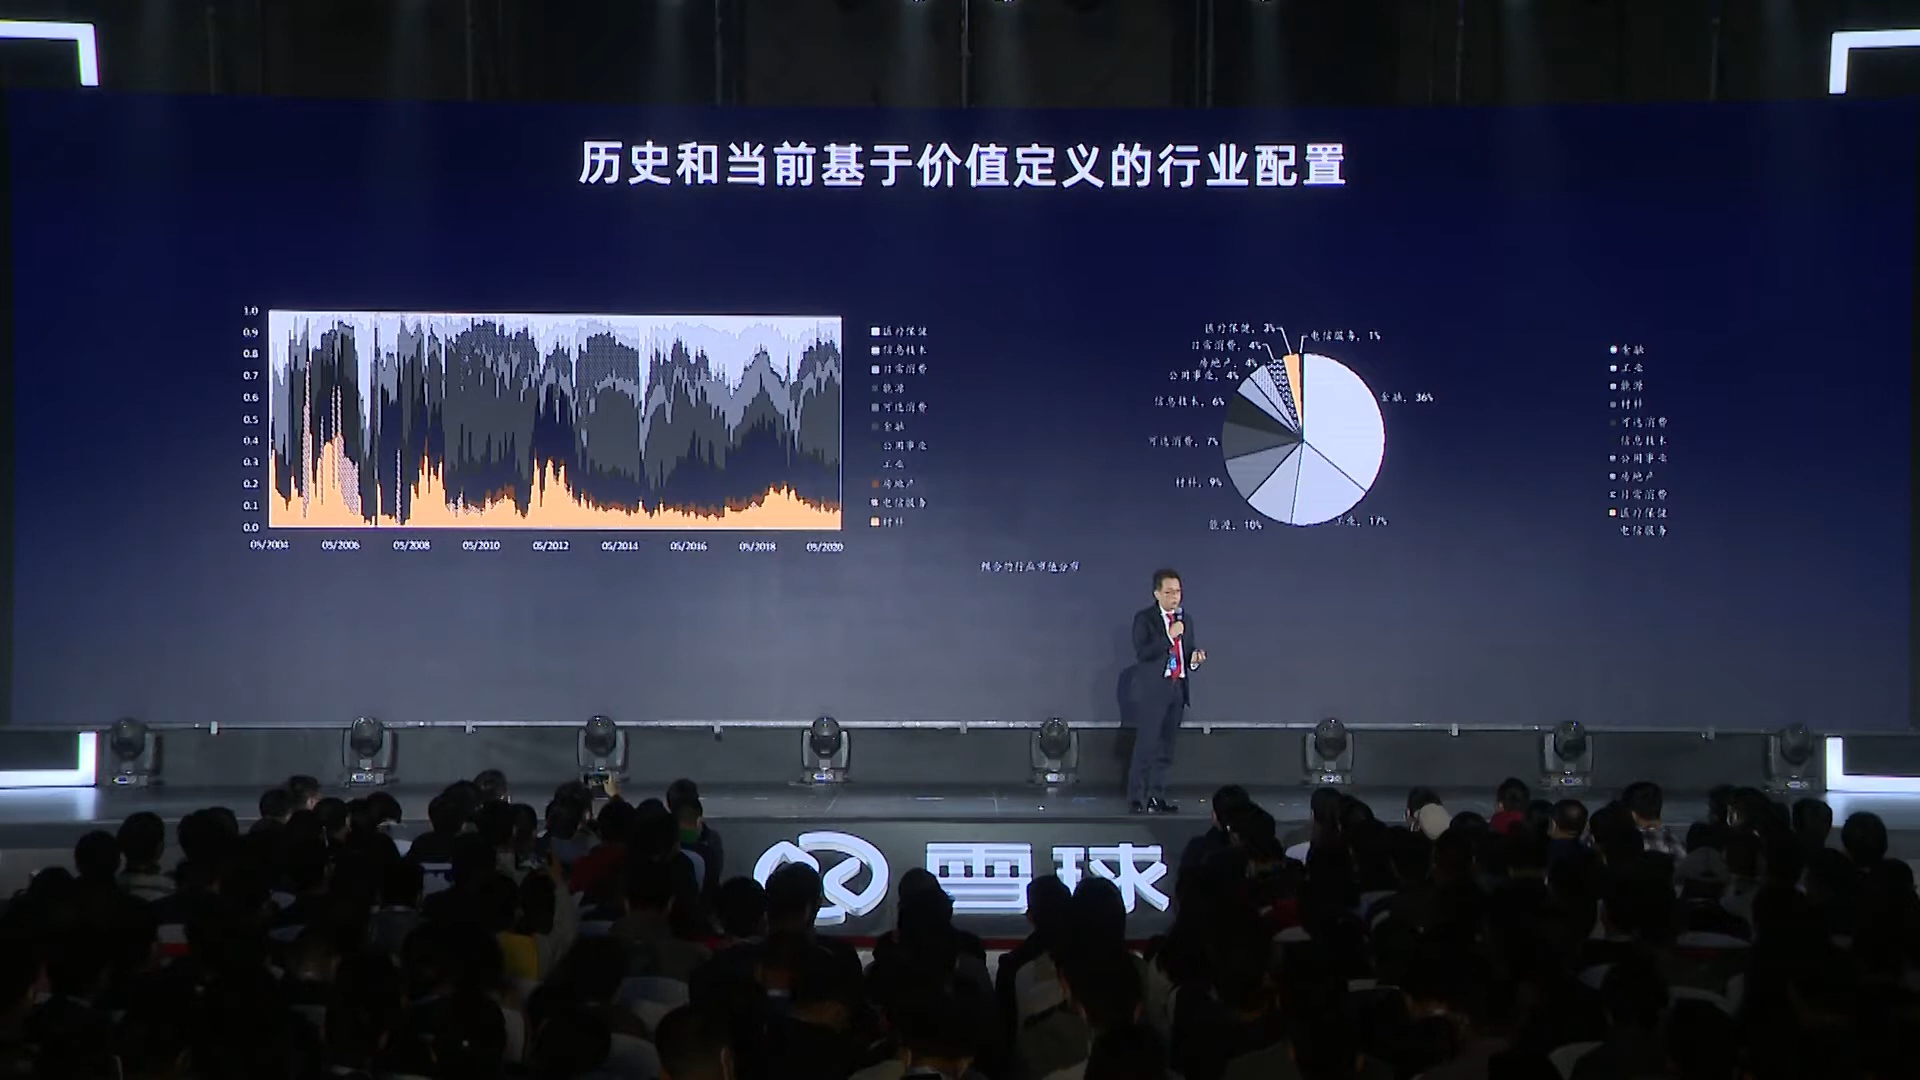 历史和当前基于价值定义的行业配置
1.0
0.9
0.8
0.7
0.6
0.5
0.4
0.3
0.2
0.1
0.0
05/2004
05/2006
05/2008
05/2010
05/2012
05/2014
05/2016
05/2018
05/2020
医疗保健
信息技术
日常消费
能源
可选消费
金融
公用事业
工业
房地产
电信服务
材料
医疗保健, 3%
电信服务, 1%
日常消费, 4%
房地产, 4%
公用事业, 4%
信息技术, 6%
金融, 36%
可选消费, 7%
材料, 9%
能源, 10%
工业, 17%
金融
工业
能源
材料
可选消费
信息技术
公用事业
房地产
日常消费
医疗保健
电信服务
组合的行业市值分布
雪球